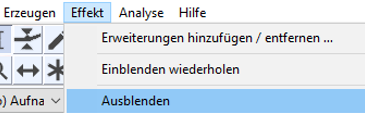 Erzeugen Effekt Analyse Hilfe
Erweiterungen hinzufügen / entfernen ...
Einblenden wiederholen
) Aufna
Ausblenden